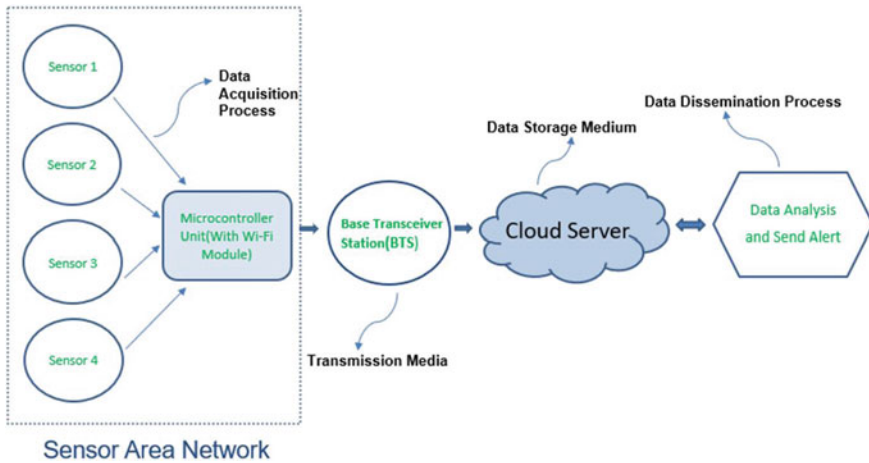 Sensor 1
Data
Acquisition
Process
Sensor 2
Sensor 3
Sensor 4
Microcontroller
Unit(With Wi-Fi
Module)
Sensor Area Network
Base Transceiver
Station(BTS)
Transmission Media
Data Storage Medium
Cloud Server
Data Dissemination Process
Data Analysis
and Send Alert